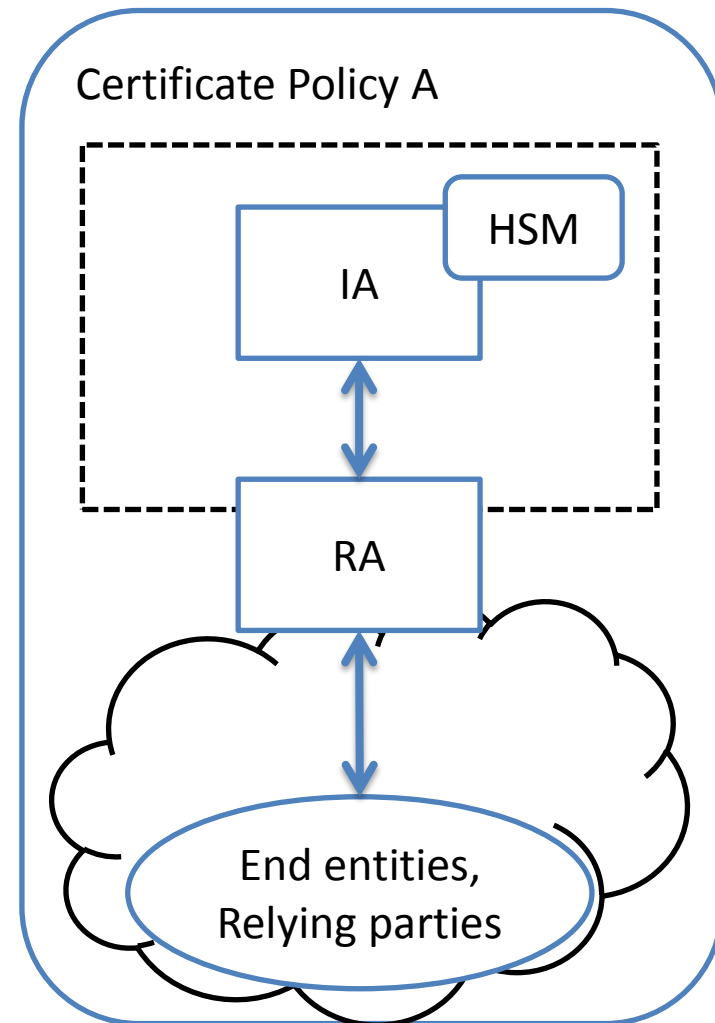 Certificate Policy A
HSM
IA
RA
End entities,
Relying parties